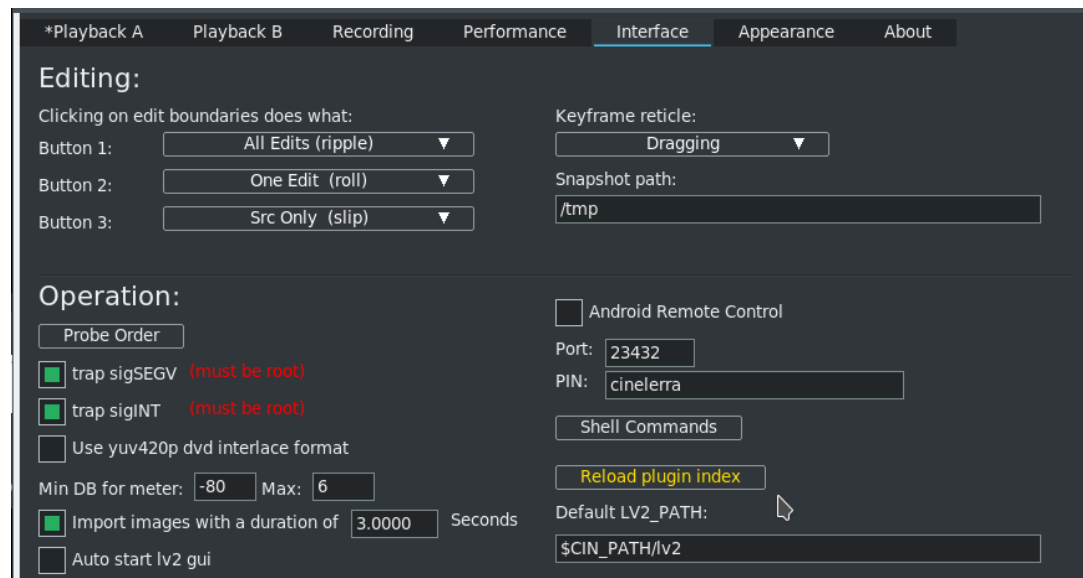 *Playback A Playback B Recording Performance Interface Appearance About
Editing:
Clicking on edit boundaries does what:
Button 1: All Edits (ripple)
Button 2: One Edit (roll)
Button 3: Src Only (slip)
Keyframe reticle:
Dragging
Snapshot path:
/tmp
Operation:
Probe Order
trap sigSEGV (must be root)
trap sigINT (must be root)
Use yuv420p dvd interlace format
Min DB for meter: -80 Max: 6
Import images with a duration of 3.0000 Seconds
Auto start lv2 gui
Android Remote Control
Port: 23432
PIN: cinelerra
Shell Commands
Reload plugin index
Default LV2_PATH:
$CIN_PATH/lv2